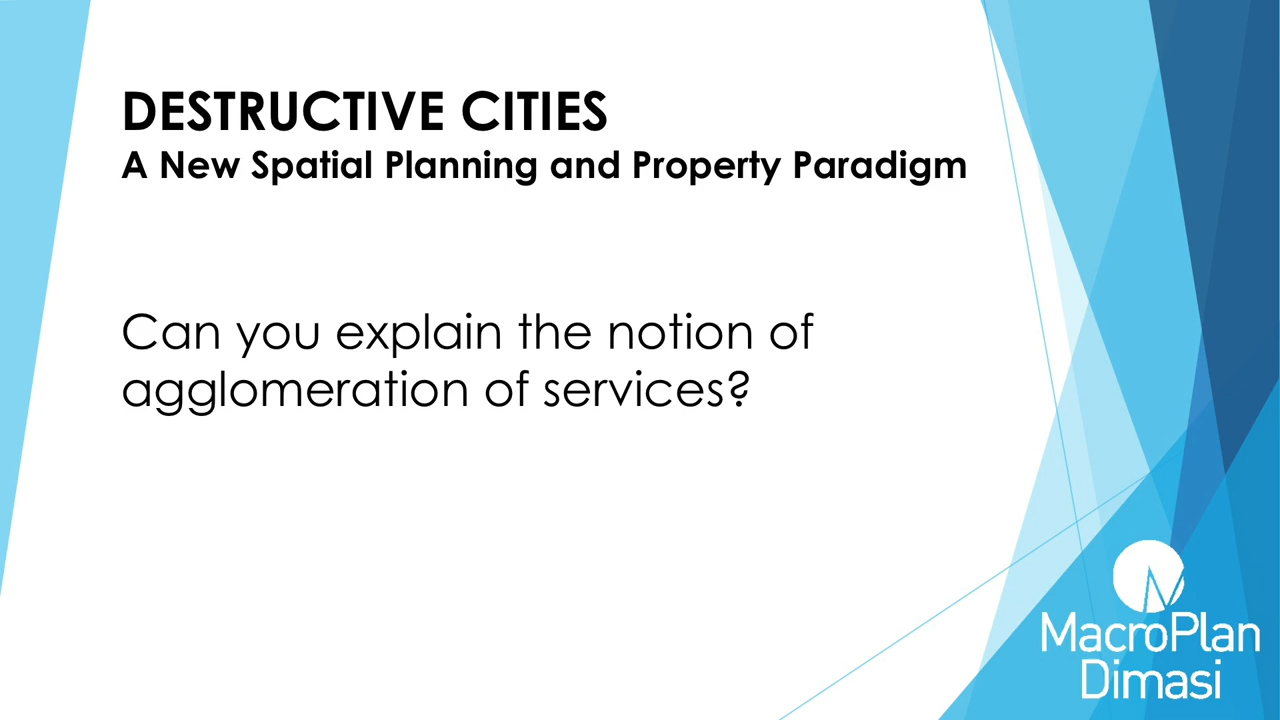 DESTRUCTIVE CITIES
A New Spatial Planning and Property Paradigm
Can you explain the notion of
agglomeration of services?
MacroPlan
Dimasi